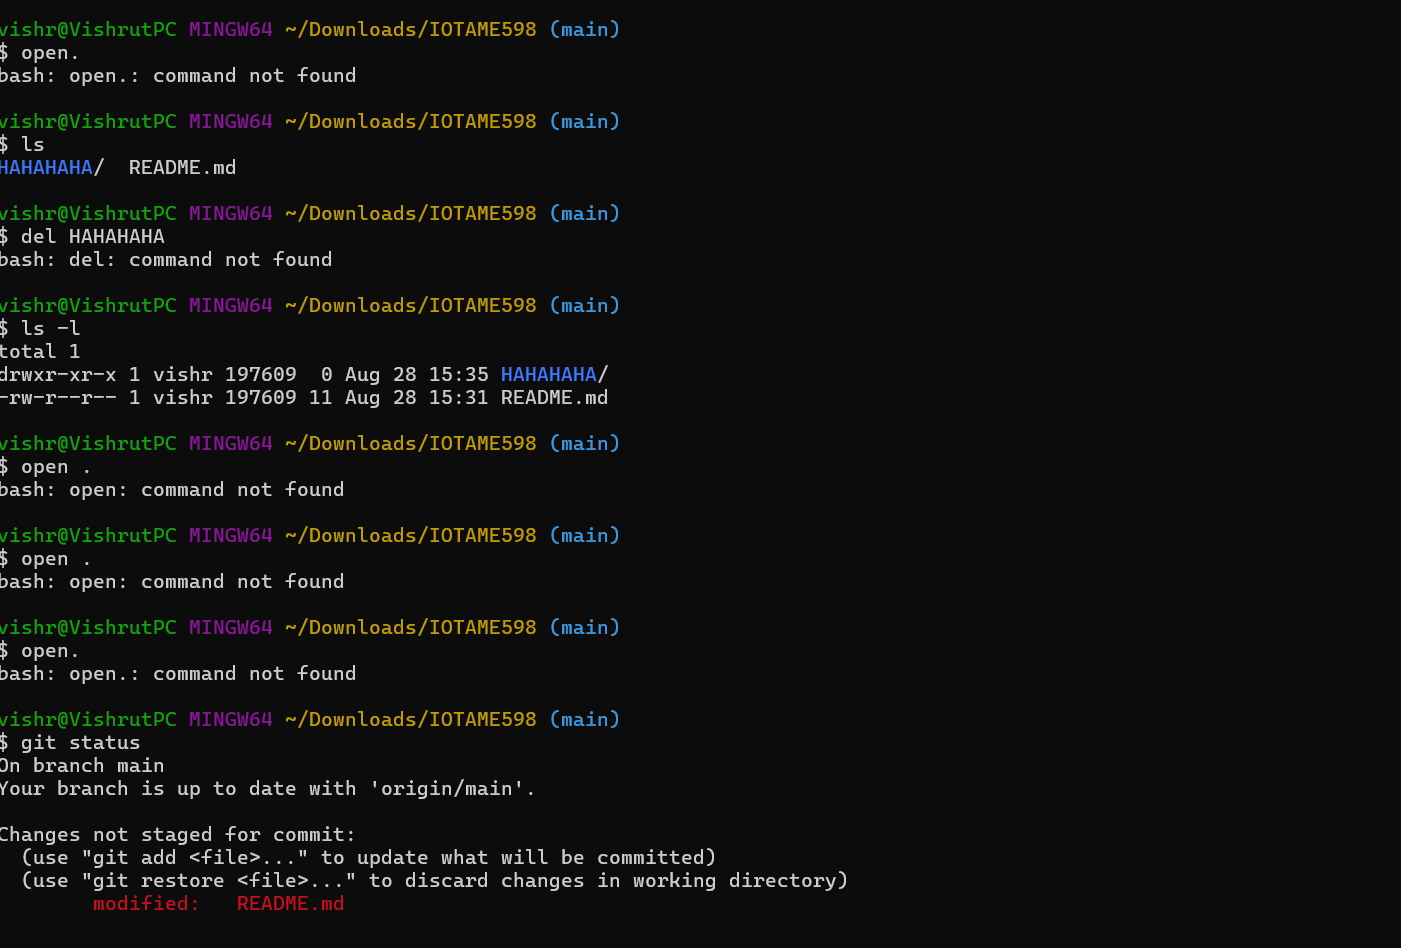 vishr@VishrutPC MINGW64 ~/Downloads/IOTAME598 (main)
$ open.
bash: open.: command not found
vishr@VishrutPC MINGW64 ~/Downloads/IOTAME598 (main)
$ ls
HAHAHAHA/  README.md
vishr@VishrutPC MINGW64 ~/Downloads/IOTAME598 (main)
$ del HAHAHAHA
bash: del: command not found
vishr@VishrutPC MINGW64 ~/Downloads/IOTAME598 (main)
$ ls -l
total 1
drwxr-xr-x 1 vishr 197609  0 Aug 28 15:35 HAHAHAHA/
-rw-r--r-- 1 vishr 197609 11 Aug 28 15:31 README.md
vishr@VishrutPC MINGW64 ~/Downloads/IOTAME598 (main)
$ open .
bash: open: command not found
vishr@VishrutPC MINGW64 ~/Downloads/IOTAME598 (main)
$ open .
bash: open: command not found
vishr@VishrutPC MINGW64 ~/Downloads/IOTAME598 (main)
$ open.
bash: open.: command not found
vishr@VishrutPC MINGW64 ~/Downloads/IOTAME598 (main)
$ git status
On branch main
Your branch is up to date with 'origin/main'.
Changes not staged for commit:
  (use "git add <file>..." to update what will be committed)
  (use "git restore <file>..." to discard changes in working directory)
        modified:   README.md